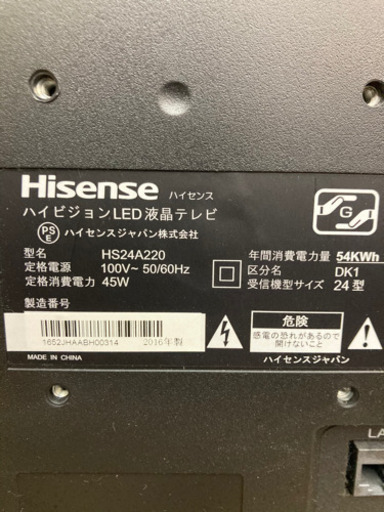 Hisense ハイセンス
ハイビジョンLED液晶テレビ
PSE ハイセンスジャパン株式会社
G
型名 HS24A220
定格電源 100V~ 50/60Hz
定格消費電力 45W
年間消費電力量 54KWh
区分名 DK1
受信機型サイズ 24型
製造番号
1652JHAABH00314 2016年製
MADE IN CHINA
危険
感電の恐れがあるので
開けないこと
ハイセンスジャパン
LA